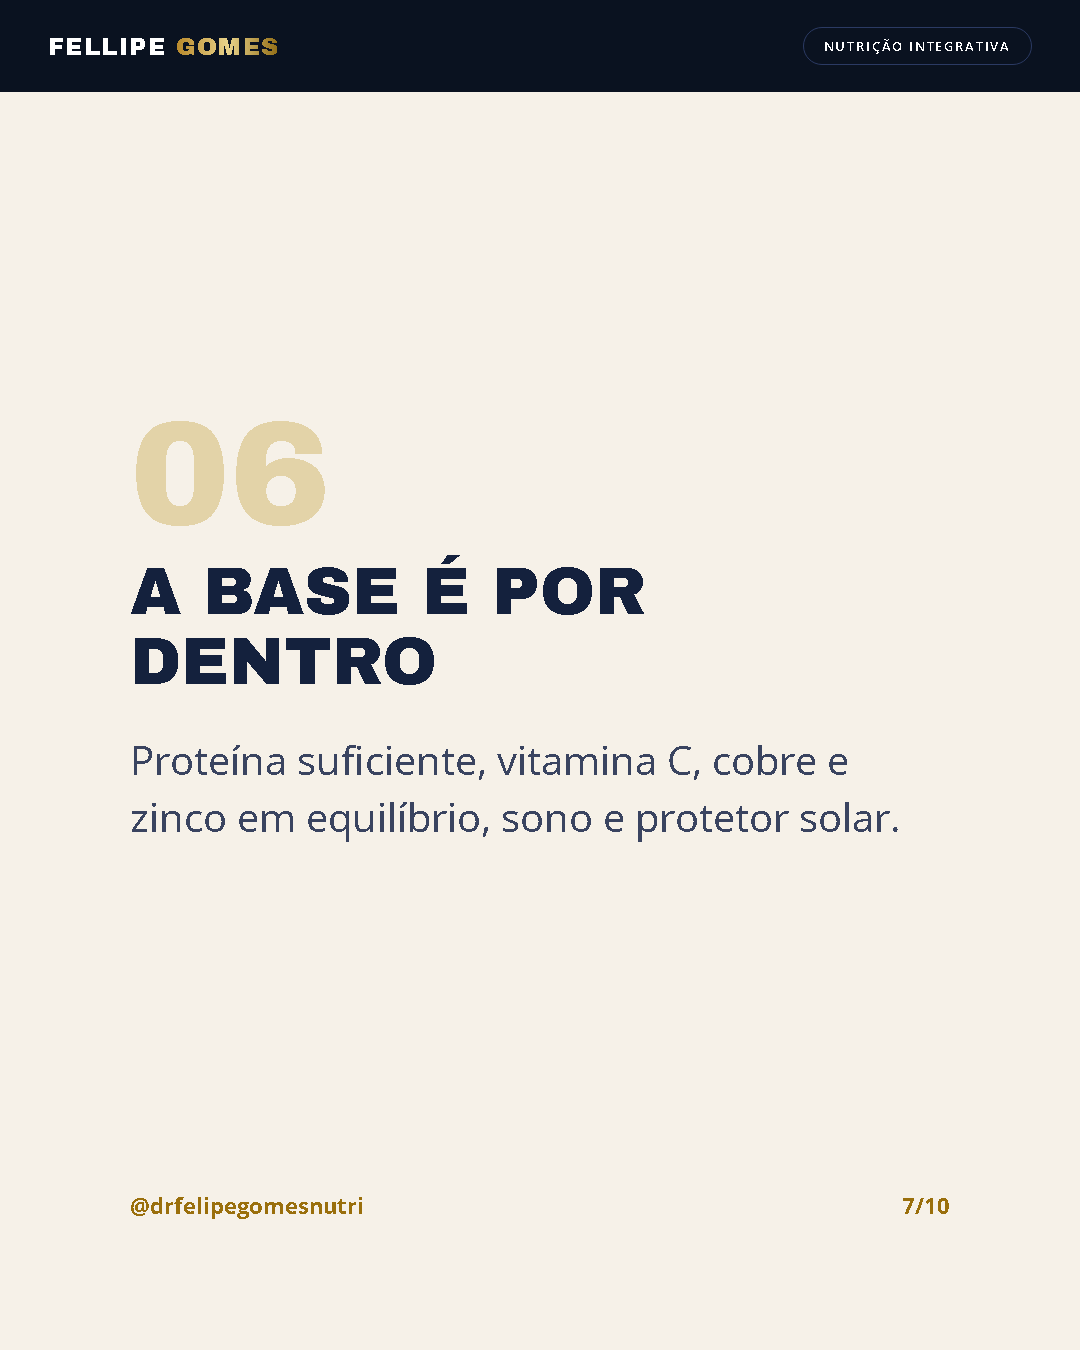 FELLIPE GOMES
NUTRIÇÃO INTEGRATIVA
06
A BASE É POR
DENTRO
Proteína suficiente, vitamina C, cobre e
zinco em equilíbrio, sono e protetor solar.
@drfelipegomesnutri
7/10